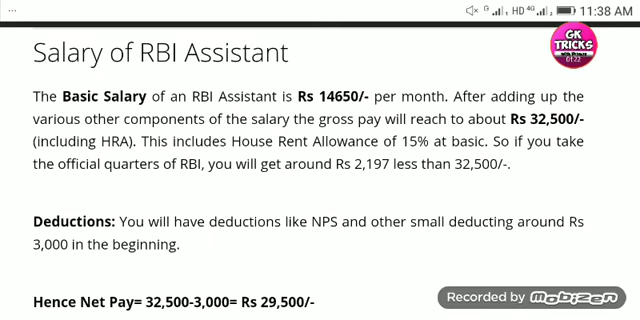 ... G HD 4G 11:38 AM
Salary of RBI Assistant
GK
TRICKS
01:22
The Basic Salary of an RBI Assistant is Rs 14650/- per month. After adding up the
various other components of the salary the gross pay will reach to about Rs 32,500/-
(including HRA). This includes House Rent Allowance of 15% at basic. So if you take
the official quarters of RBI, you will get around Rs 2,197 less than 32,500/-.
Deductions: You will have deductions like NPS and other small deducting around Rs
3,000 in the beginning.
Hence Net Pay= 32,500-3,000= Rs 29,500/-
Recorded by mobizen